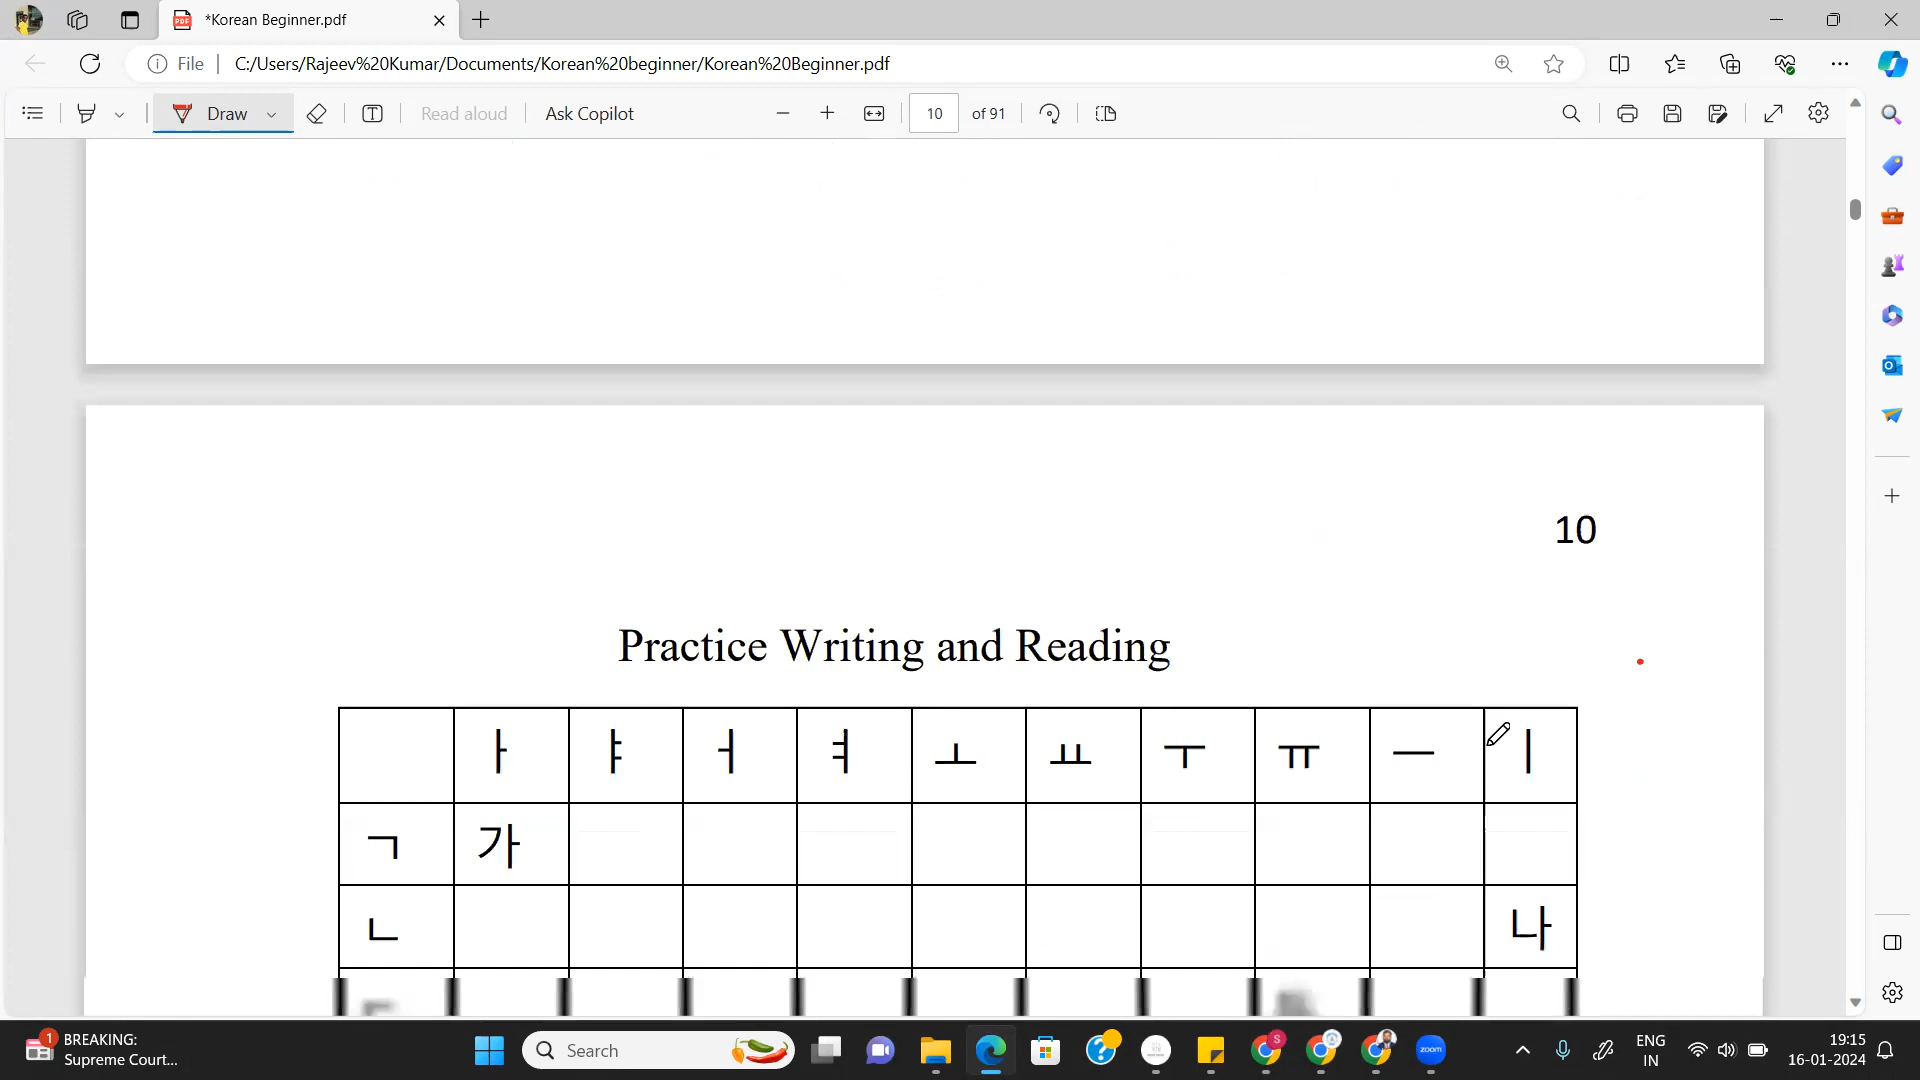 *Korean Beginner.pdf
File
C:/Users/Rajeev%20Kumar/Documents/Korean%20beginner/Korean%20Beginner.pdf
Draw
Read aloud
Ask Copilot
10 of 91
10
Practice Writing and Reading
ㅏ ㅑ ㅓ ㅕ ㅗ ㅛ ㅜ ㅠ ㅡ ㅣ
ㄱ 가
ㄴ 나
1
BREAKING:
Supreme Court...
Search
S
zoom
ENG
IN
19:15
16-01-2024